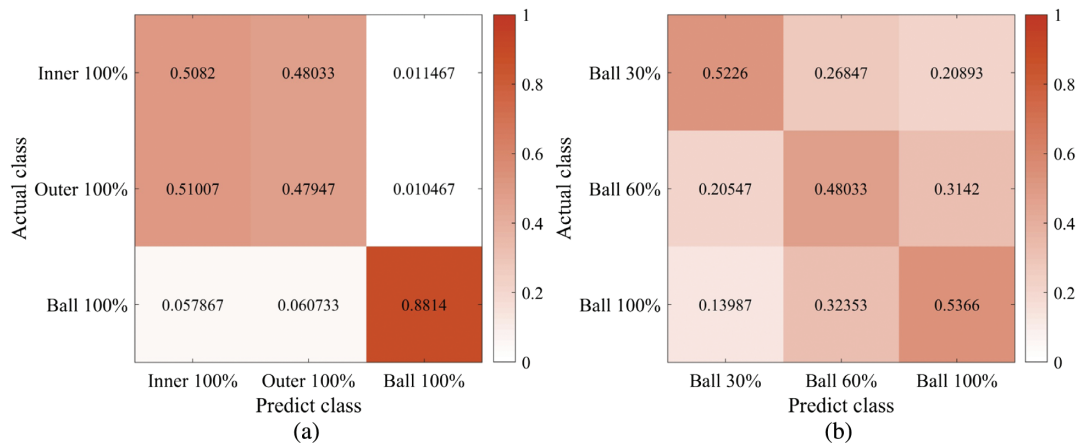 Actual class
Inner 100% 0.5082 0.48033 0.011467
Outer 100% 0.51007 0.47947 0.010467
Ball 100% 0.057867 0.060733 0.8814
Inner 100% Outer 100% Ball 100%
Predict class
1
0.8
0.6
0.4
0.2
0
(a)
Actual class
Ball 30% 0.5226 0.26847 0.20893
Ball 60% 0.20547 0.48033 0.3142
Ball 100% 0.13987 0.32353 0.5366
Ball 30% Ball 60% Ball 100%
Predict class
1
0.8
0.6
0.4
0.2
0
(b)